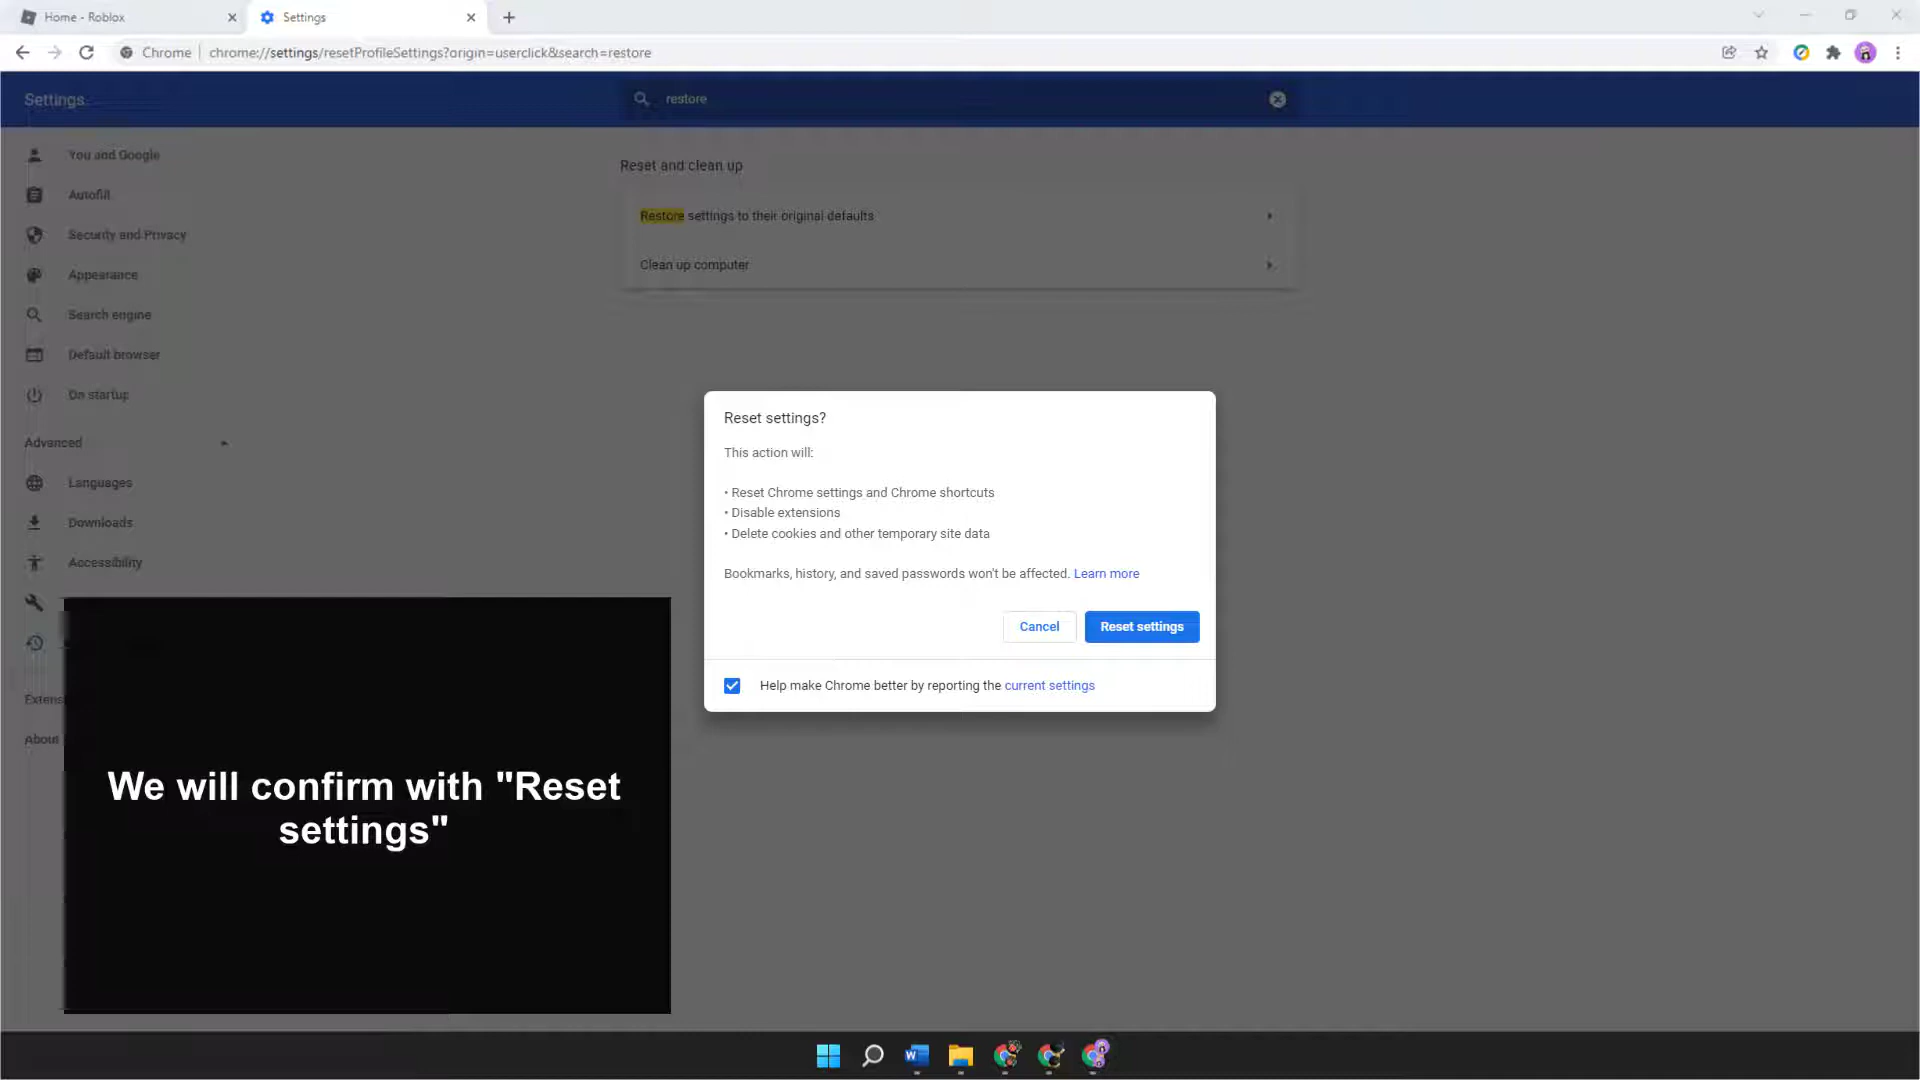 Home - Roblox
Settings
Chrome
chrome://settings/resetProfileSettings?origin=userclick&search=restore
Settings
restore
You and Google
Autofill
Security and Privacy
Appearance
Search engine
Default browser
On startup
Advanced
Languages
Downloads
Accessibility
About
Reset and clean up
Restore settings to their original defaults
Clean up computer
Reset settings?
This action will:
• Reset Chrome settings and Chrome shortcuts
• Disable extensions
• Delete cookies and other temporary site data
Bookmarks, history, and saved passwords won't be affected. Learn more
Cancel
Reset settings
Help make Chrome better by reporting the current settings
We will confirm with "Reset
settings"